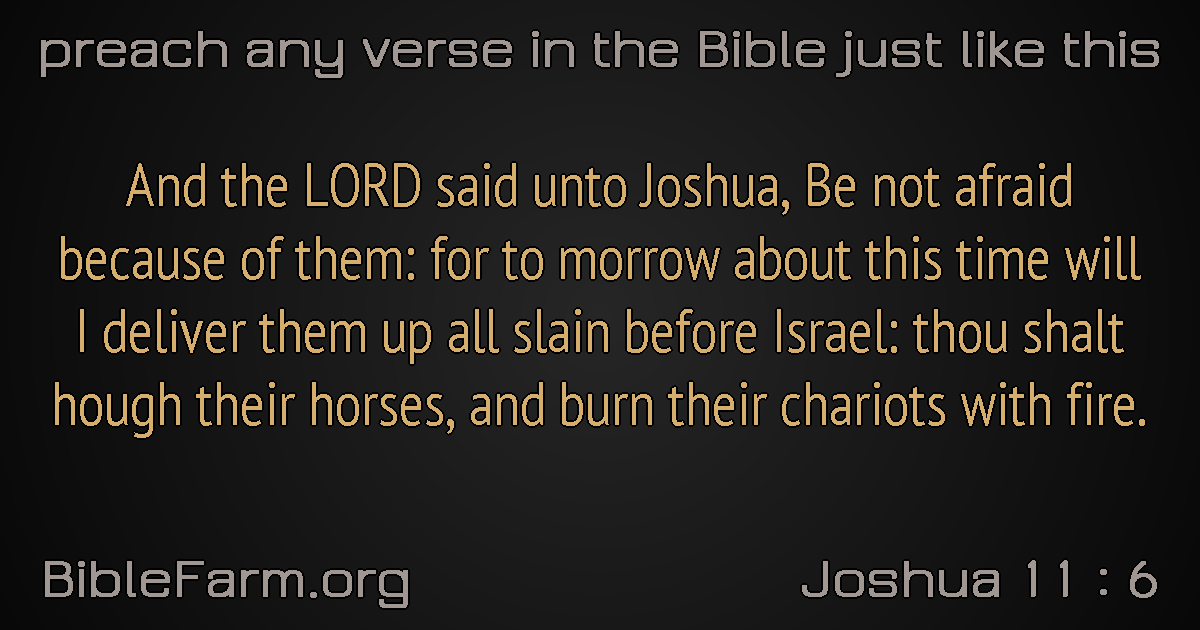 preach any verse in the Bible just like this
And the LORD said unto Joshua, Be not afraid
because of them: for to morrow about this time will
I deliver them up all slain before Israel: thou shalt
hough their horses, and burn their chariots with fire.
BibleFarm.org
Joshua 11 : 6